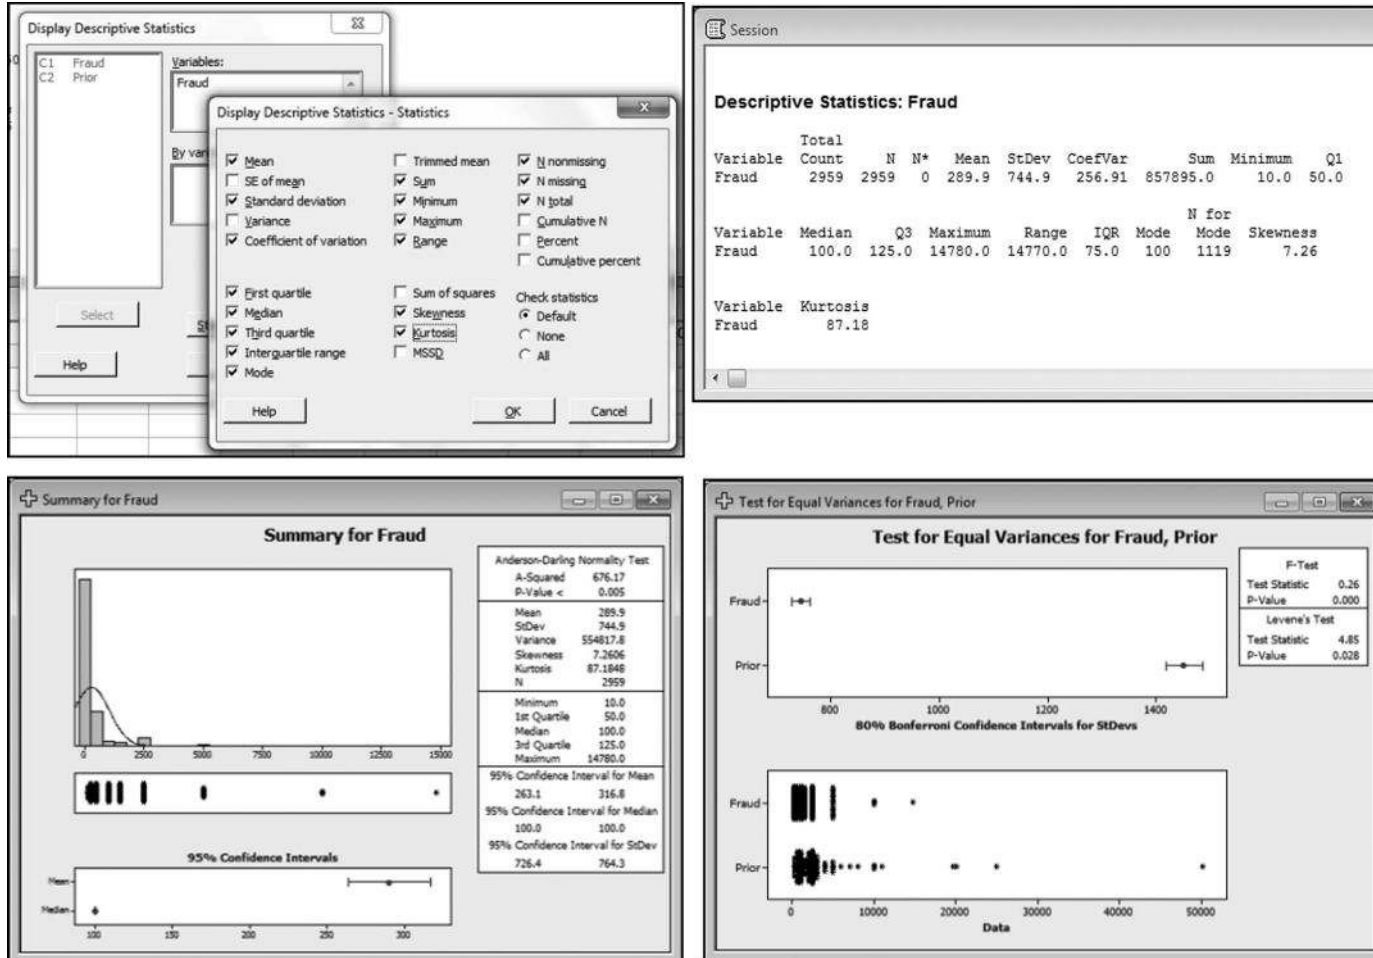 Display Descriptive Statistics
C1 Fraud
C2 Prior
Variables:
Fraud
By vari
Select
Help
Display Descriptive Statistics - Statistics
Mean
SE of mean
Standard deviation
Variance
Coefficient of variation
Trimmed mean
Sum
Minimum
Maximum
Range
N nonmissing
N missing
N total
Cumulative N
Percent
Cumulative percent
First quartile
Median
Third quartile
Interquartile range
Mode
Sum of squares
Skewness
Kurtosis
MSSD
Check statistics
Default
None
All
Help
OK
Cancel
Session
Descriptive Statistics: Fraud
Total
Variable Count N N* Mean StDev CoefVar Sum Minimum Q1
Fraud 2959 2959 0 289.9 744.9 256.91 857895.0 10.0 50.0
N for
Variable Median Q3 Maximum Range IQR Mode Mode Skewness
Fraud 100.0 125.0 14780.0 14770.0 75.0 100 1119 7.26
Variable Kurtosis
Fraud 87.18
Summary for Fraud
Summary for Fraud
0 2500 5000 7500 10000 12500 15000
95% Confidence Intervals
Mean
Median
100 150 200 250 300
Anderson-Darling Normality Test
A-Squared 676.17
P-Value < 0.005
Mean 289.9
StDev 744.9
Variance 554817.8
Skewness 7.2606
Kurtosis 87.1848
N 2959
Minimum 10.0
1st Quartile 50.0
Median 100.0
3rd Quartile 125.0
Maximum 14780.0
95% Confidence Interval for Mean
263.1 316.8
95% Confidence Interval for Median
100.0 100.0
95% Confidence Interval for StDev
726.4 764.3
Test for Equal Variances for Fraud, Prior
Test for Equal Variances for Fraud, Prior
Fraud
Prior
800 1000 1200 1400
80% Bonferroni Confidence Intervals for StDevs
F-Test
Test Statistic 0.26
P-Value 0.000
Levene's Test
Test Statistic 4.85
P-Value 0.028
Fraud
Prior
0 10000 20000 30000 40000 50000
Data